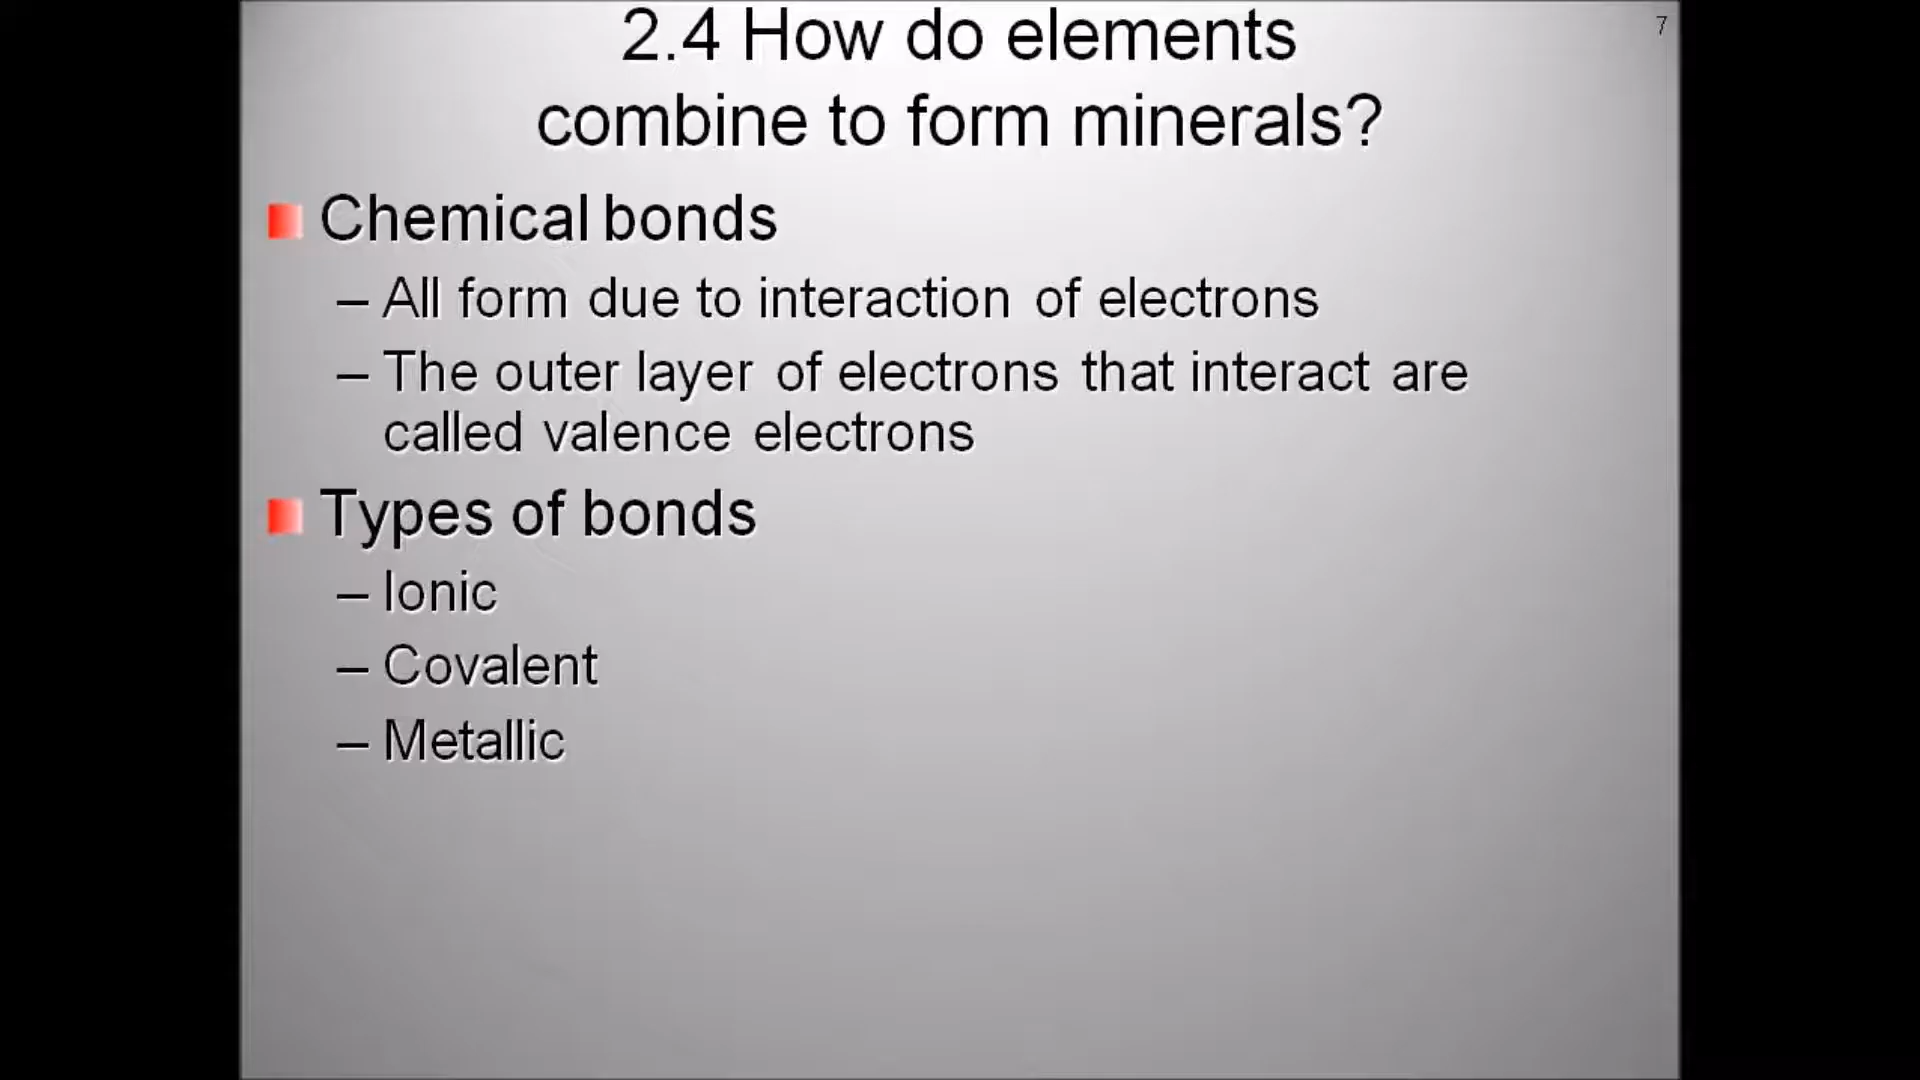 2.4 How do elements
combine to form minerals?
7
Chemical bonds
– All form due to interaction of electrons
– The outer layer of electrons that interact are
called valence electrons
Types of bonds
– Ionic
– Covalent
– Metallic